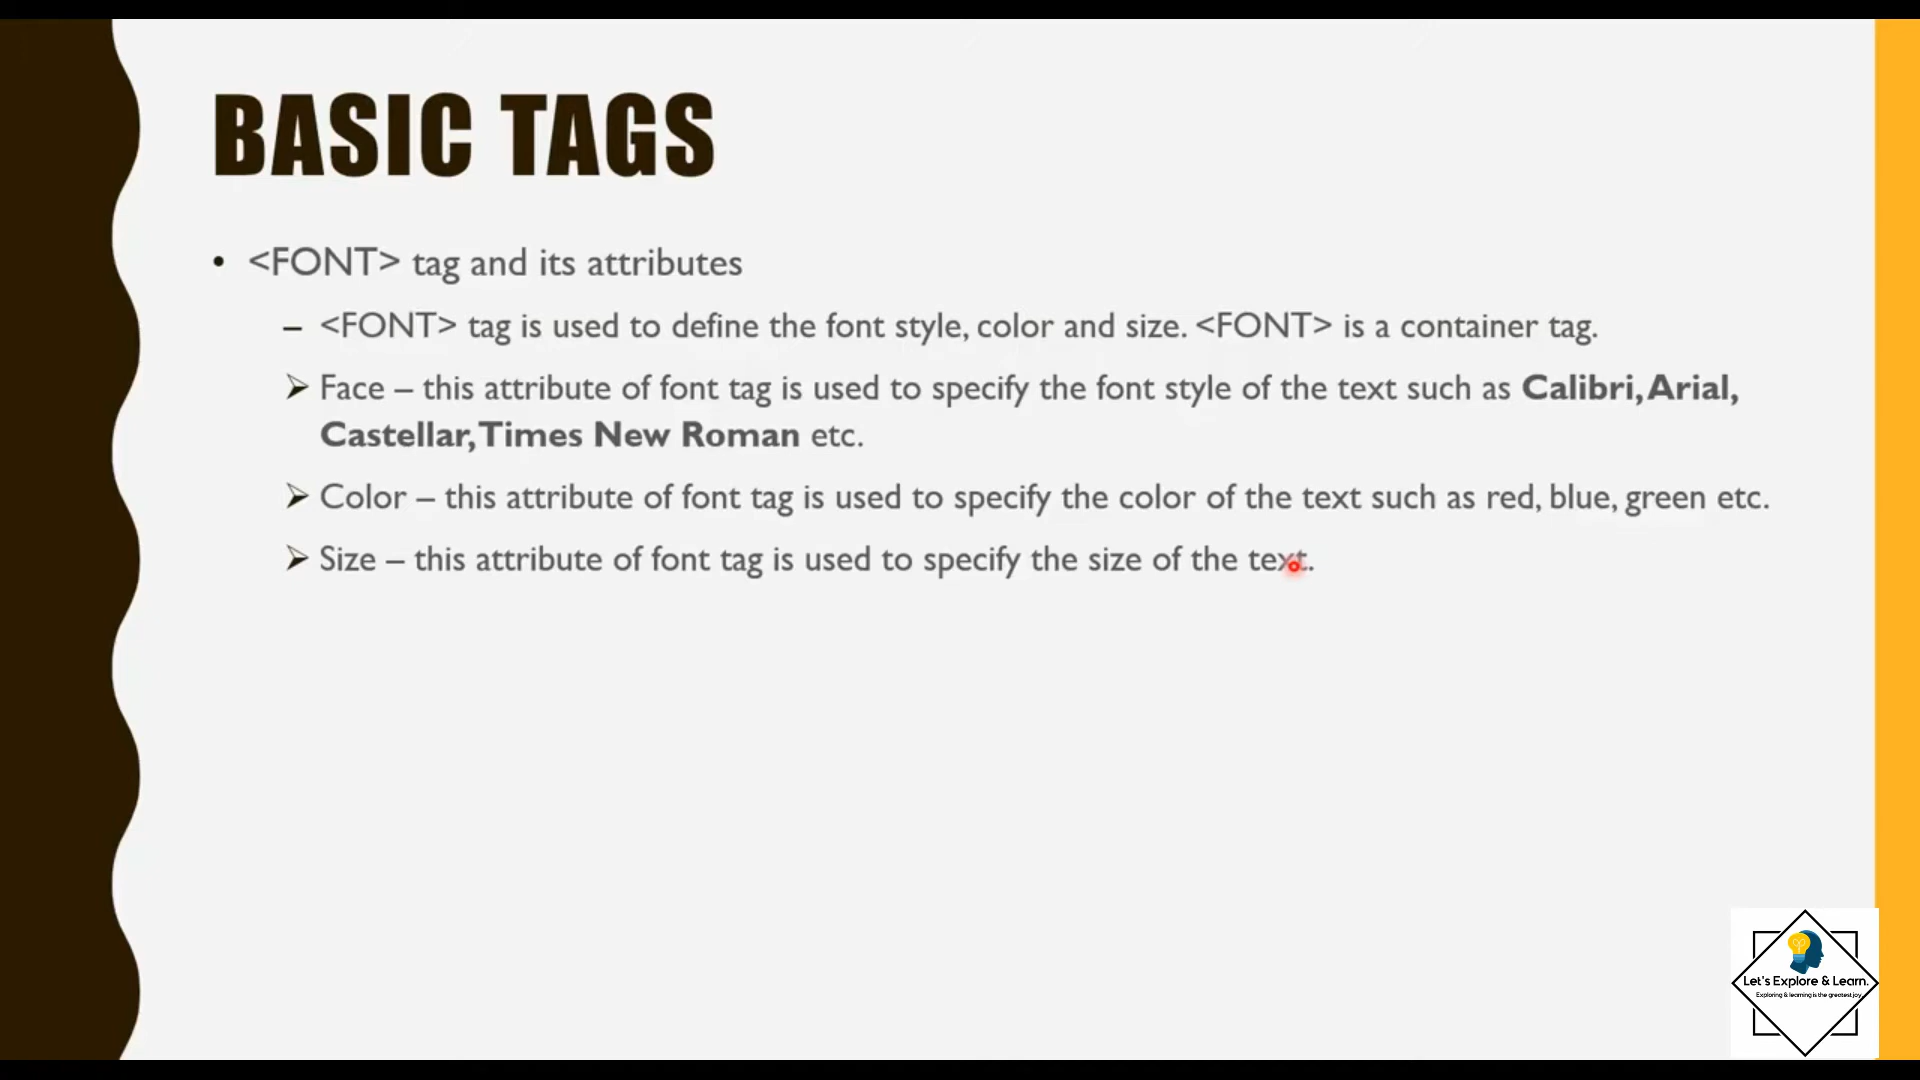 BASIC TAGS
• <FONT> tag and its attributes
– <FONT> tag is used to define the font style, color and size. <FONT> is a container tag.
➢ Face – this attribute of font tag is used to specify the font style of the text such as Calibri, Arial,
Castellar, Times New Roman etc.
➢ Color – this attribute of font tag is used to specify the color of the text such as red, blue, green etc.
➢ Size – this attribute of font tag is used to specify the size of the text.
Let's Explore & Learn.
Exploring & learning is the greatest joy